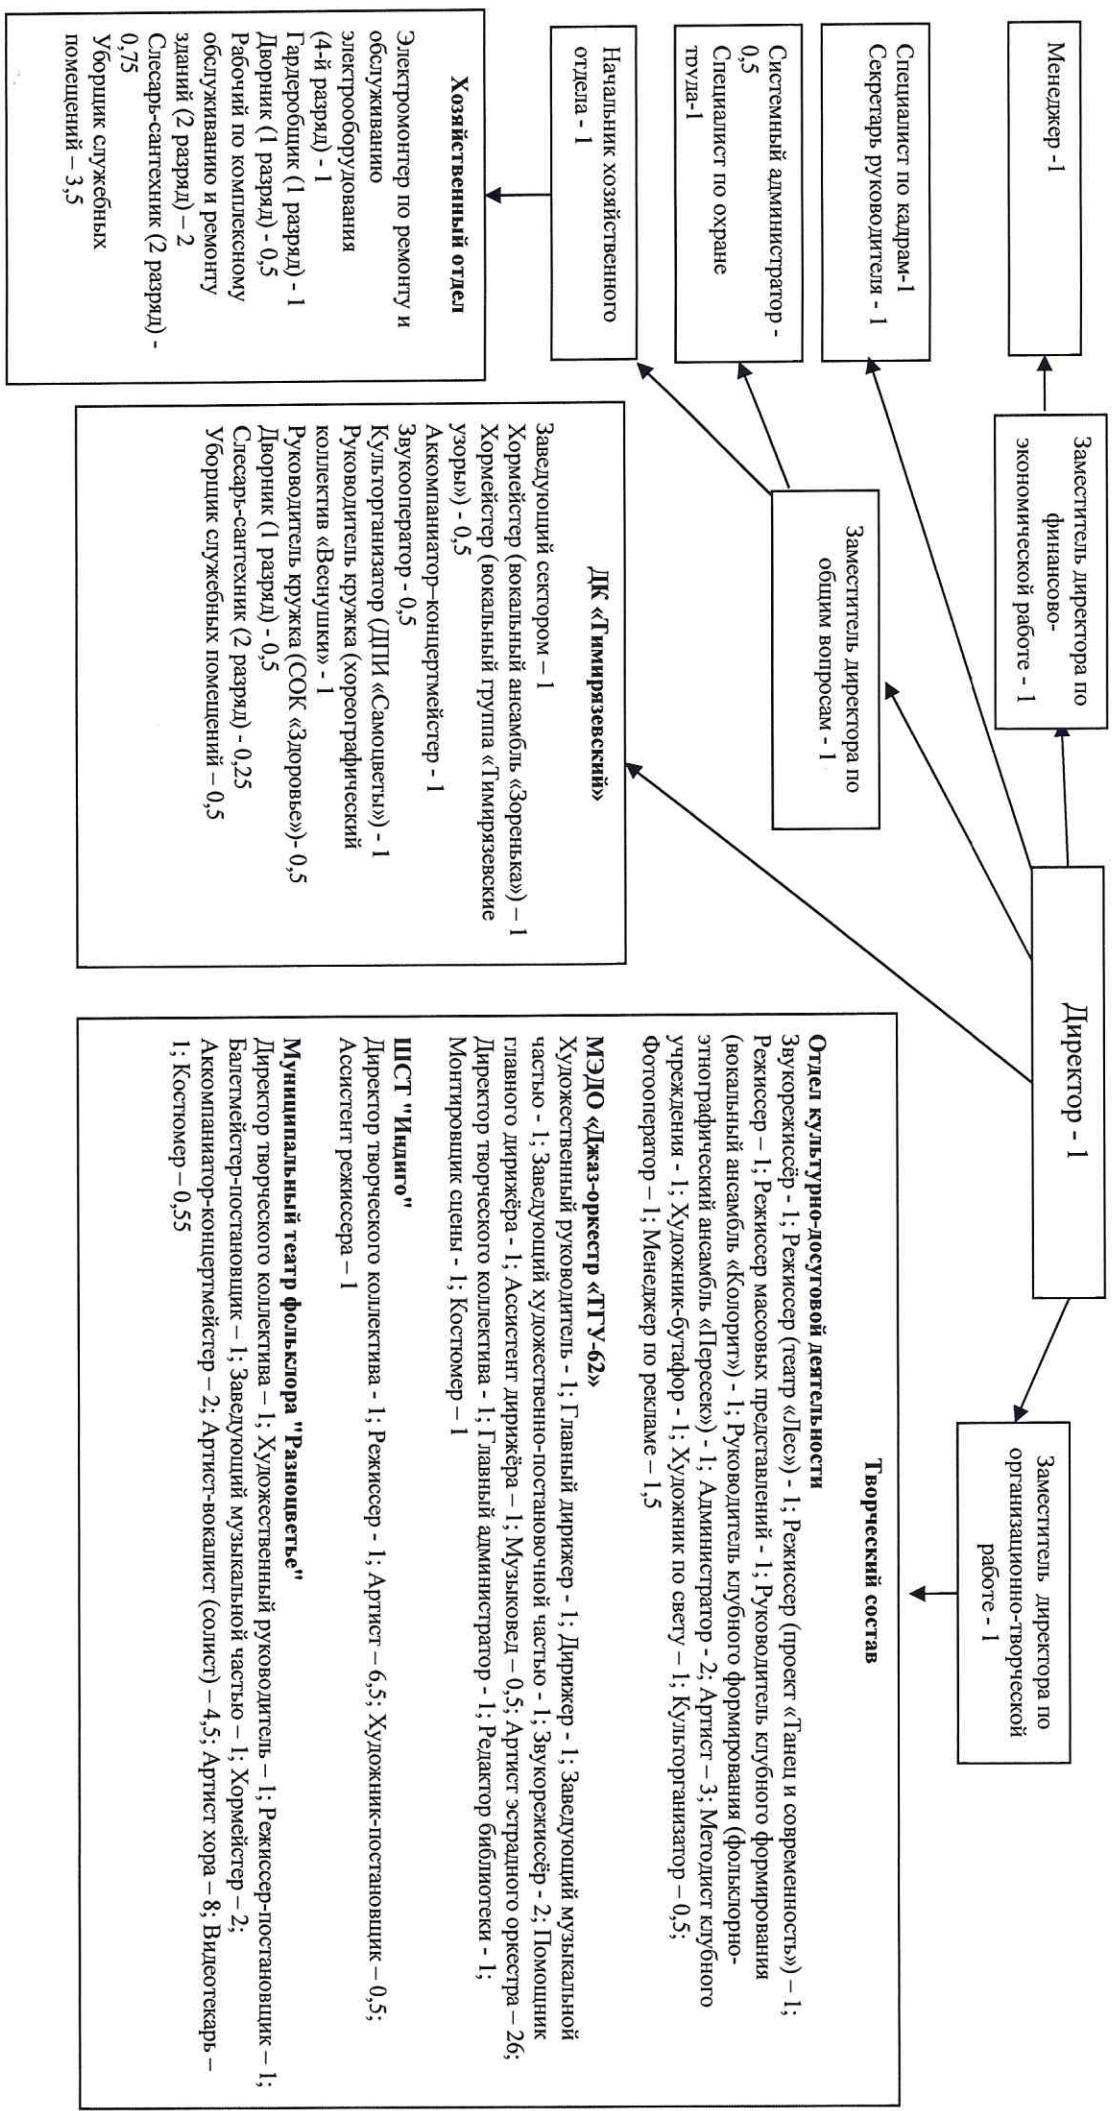 Директор - 1
Заместитель директора по
финансово-
экономической работе - 1
Менеджер -1
Специалист по кадрам-1
Секретарь руководителя - 1
Заместитель директора по
общим вопросам - 1
Системный администратор -
0,5
Специалист по охране
труда-1
Начальник хозяйственного
отдела - 1
Хозяйственный отдел
Электромонтер по ремонту и
обслуживанию
электрооборудования
(4-й разряд) - 1
Гардеробщик (1 разряд) - 1
Дворник (1 разряд) - 0,5
Рабочий по комплексному
обслуживанию и ремонту
зданий (2 разряд) – 2
Слесарь-сантехник (2 разряд) -
0,75
Уборщик служебных
помещений – 3,5
ДК «Тимирязевский»
Заведующий сектором – 1
Хормейстер (вокальный ансамбль «Зоренька») – 1
Хормейстер (вокальный группа «Тимирязевские
узоры») - 0,5
Аккомпаниатор–концертмейстер - 1
Звукооператор - 0,5
Культорганизатор (ДПИ «Самоцветы») - 1
Руководитель кружка (хореографический
коллектив «Веснушки» - 1
Руководитель кружка (СОК «Здоровье»)- 0,5
Дворник (1 разряд) - 0,5
Слесарь-сантехник (2 разряд) - 0,25
Уборщик служебных помещений – 0,5
Заместитель директора по
организационно-творческой
работе - 1
Творческий состав
Отдел культурно-досуговой деятельности
Звукорежиссёр - 1; Режиссер (театр «Лес») - 1; Режиссер (проект «Танец и современность») – 1;
Режиссер – 1; Режиссер массовых представлений - 1; Руководитель клубного формирования
(вокальный ансамбль «Колорит») - 1; Руководитель клубного формирования (фольклорно-
этнографический ансамбль «Пересек») - 1; Администратор - 2; Артист – 3; Методист клубного
учреждения - 1; Художник-бутафор - 1; Художник по свету – 1; Культорганизатор – 0,5;
Фотооператор – 1; Менеджер по рекламе – 1,5
МЭДО «Джаз-оркестр «ТГУ-62»
Художественный руководитель - 1; Главный дирижер - 1; Дирижер - 1; Заведующий музыкальной
частью - 1; Заведующий художественно-постановочной частью - 1; Звукорежиссёр - 2; Помощник
главного дирижёра - 1; Ассистент дирижёра – 1; Музыковед – 0,5; Артист эстрадного оркестра – 26;
Директор творческого коллектива - 1; Главный администратор - 1; Редактор библиотеки - 1;
Монтировщик сцены - 1; Костюмер – 1
ШСТ "Индиго"
Директор творческого коллектива - 1; Режиссер - 1; Артист – 6,5; Художник-постановщик – 0,5;
Ассистент режиссера – 1
Муниципальный театр фольклора "Разноцветье"
Директор творческого коллектива – 1; Художественный руководитель – 1; Режиссер-постановщик – 1;
Балетмейстер-постановщик – 1; Заведующий музыкальной частью – 1; Хормейстер – 2;
Аккомпаниатор-концертмейстер – 2; Артист-вокалист (солист) – 4,5; Артист хора – 8; Видеотекарь –
1; Костюмер – 0,55